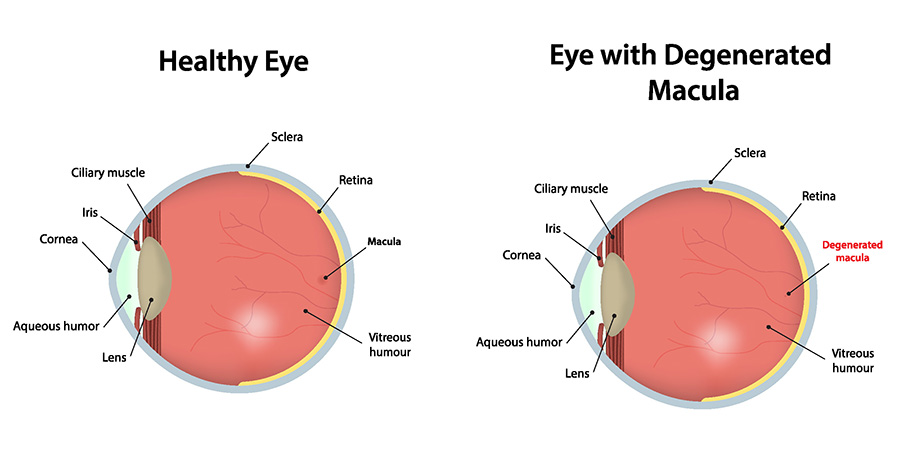 Healthy Eye
Sclera
Ciliary muscle
Retina
Iris
Macula
Cornea
Aqueous humor
Lens
Vitreous
humour
Eye with Degenerated
Macula
Sclera
Ciliary muscle
Retina
Iris
Degenerated
macula
Cornea
Aqueous humor
Lens
Vitreous
humour